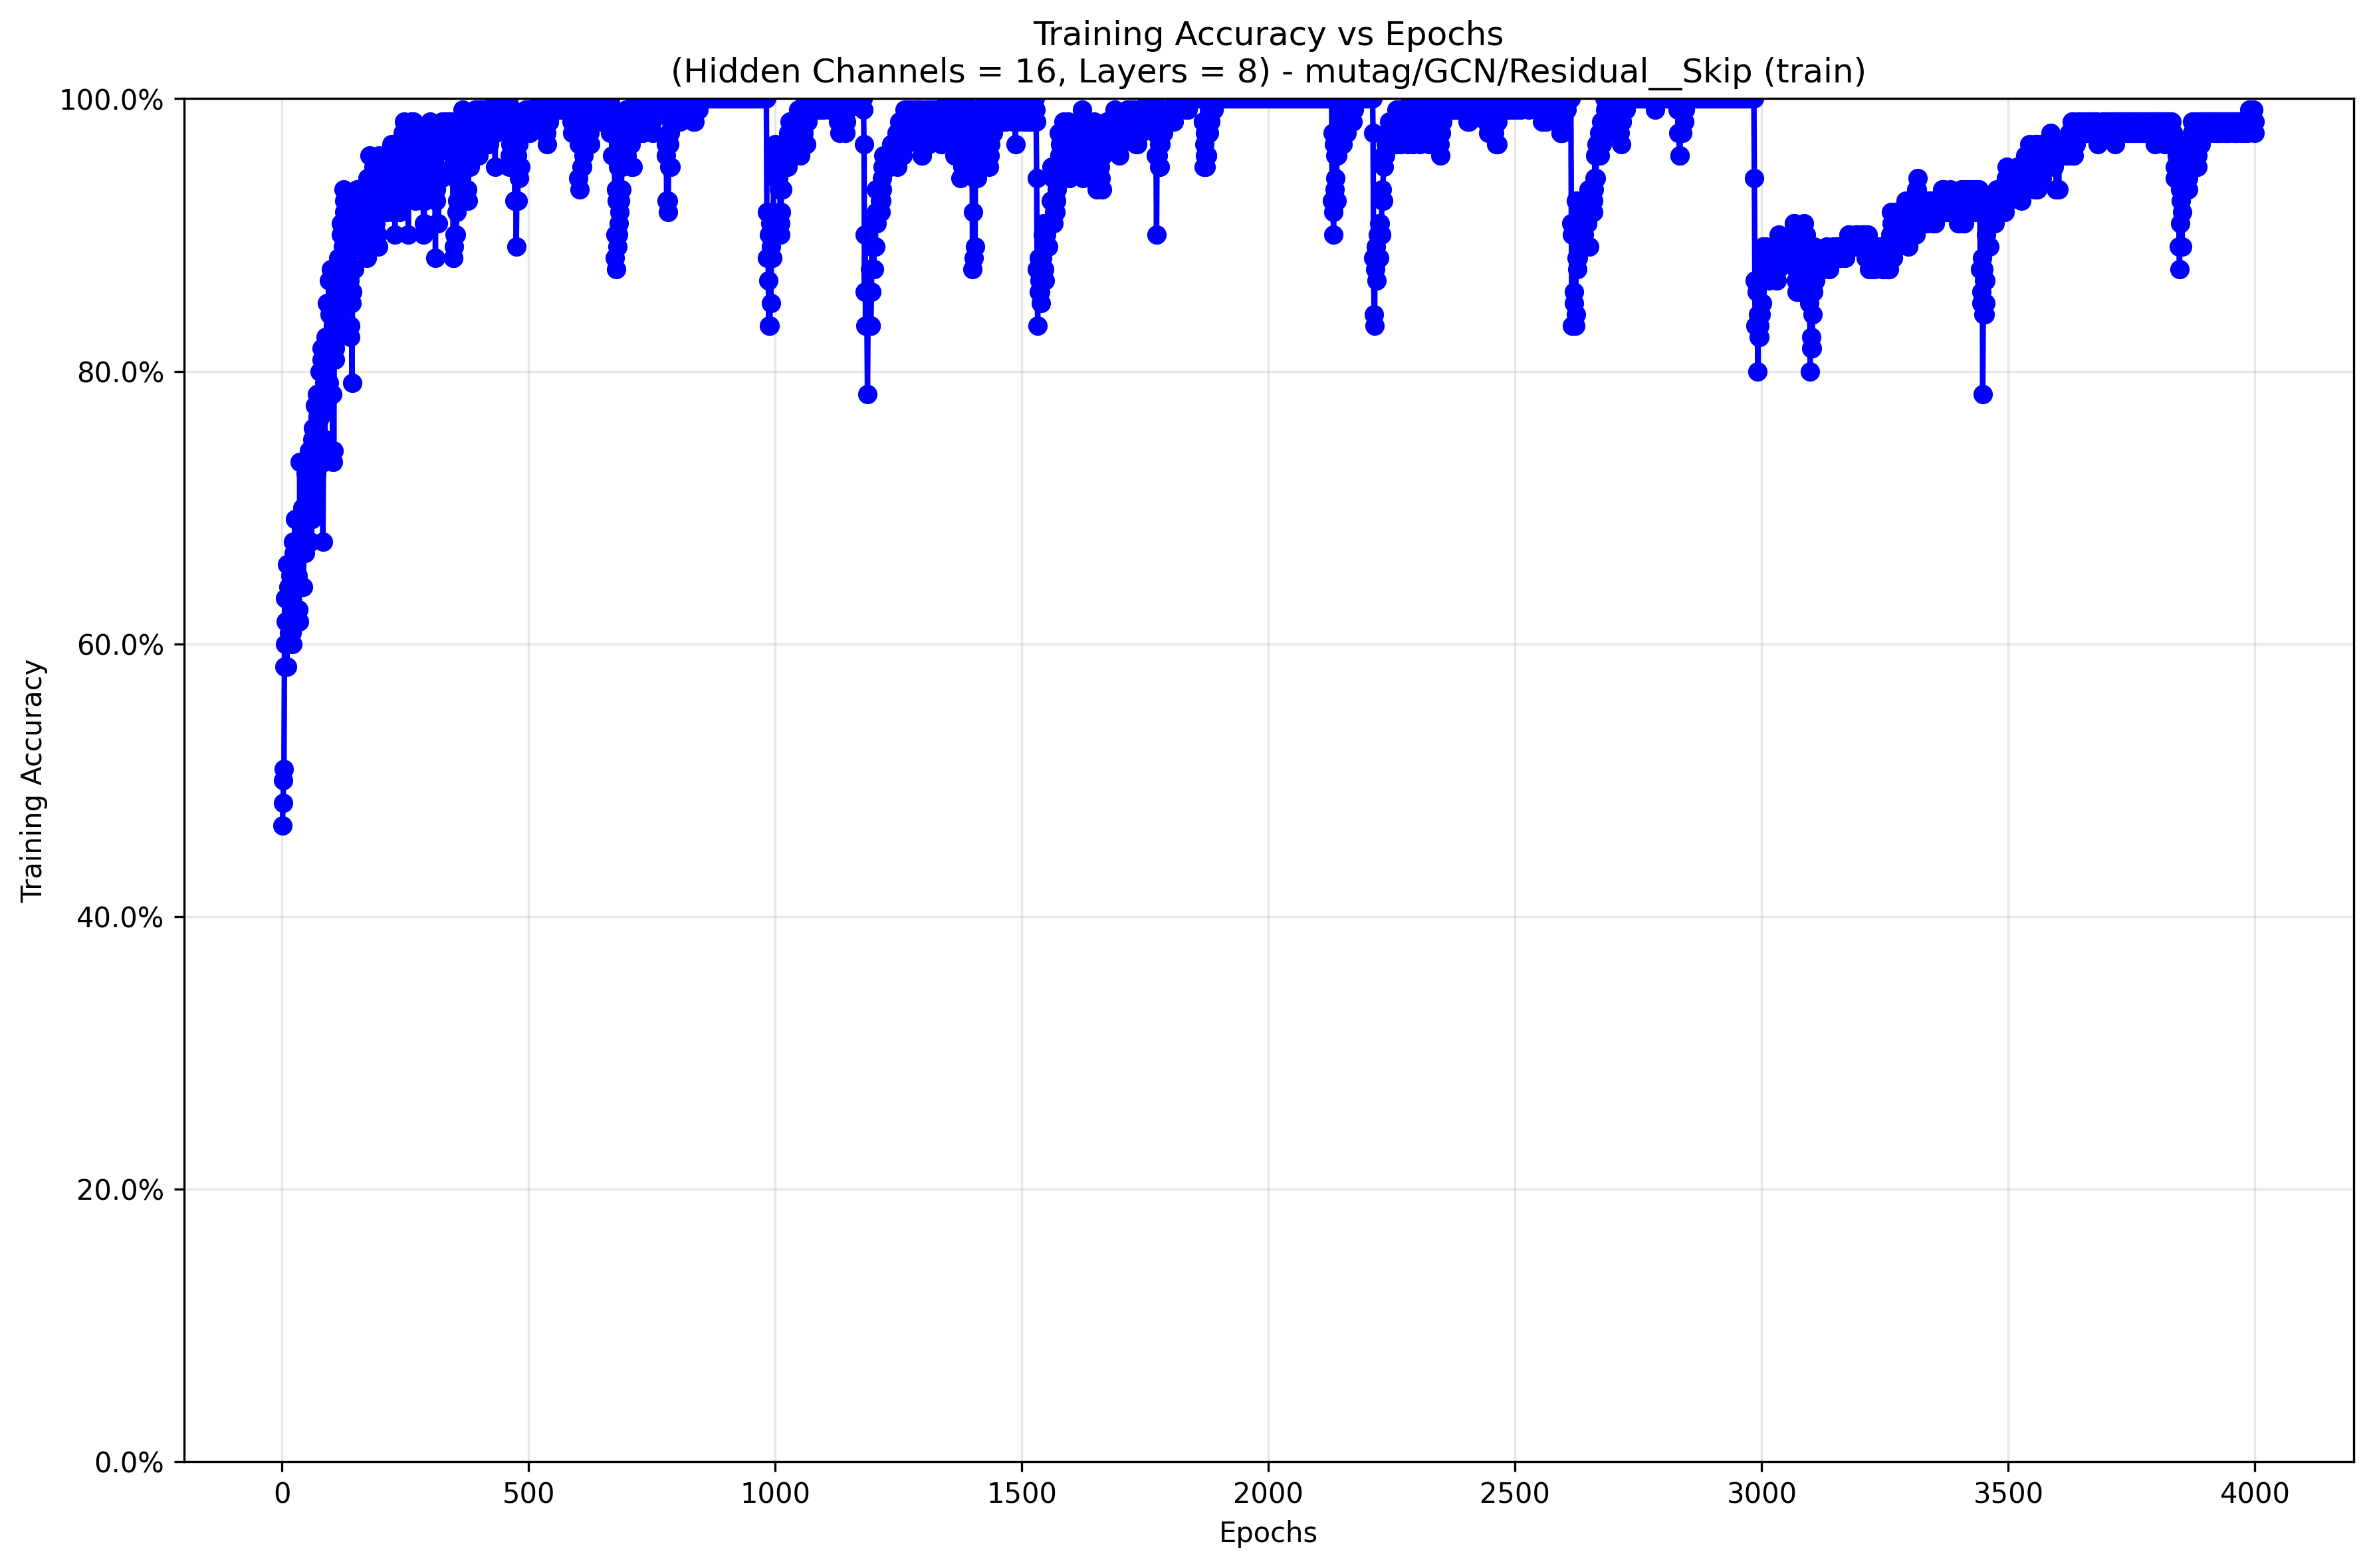 Training Accuracy vs Epochs
(Hidden Channels = 16, Layers = 8) - mutag/GCN/Residual__Skip (train)
Training Accuracy
100.0%
80.0%
60.0%
40.0%
20.0%
0.0%
0 500 1000 1500 2000 2500 3000 3500 4000
Epochs